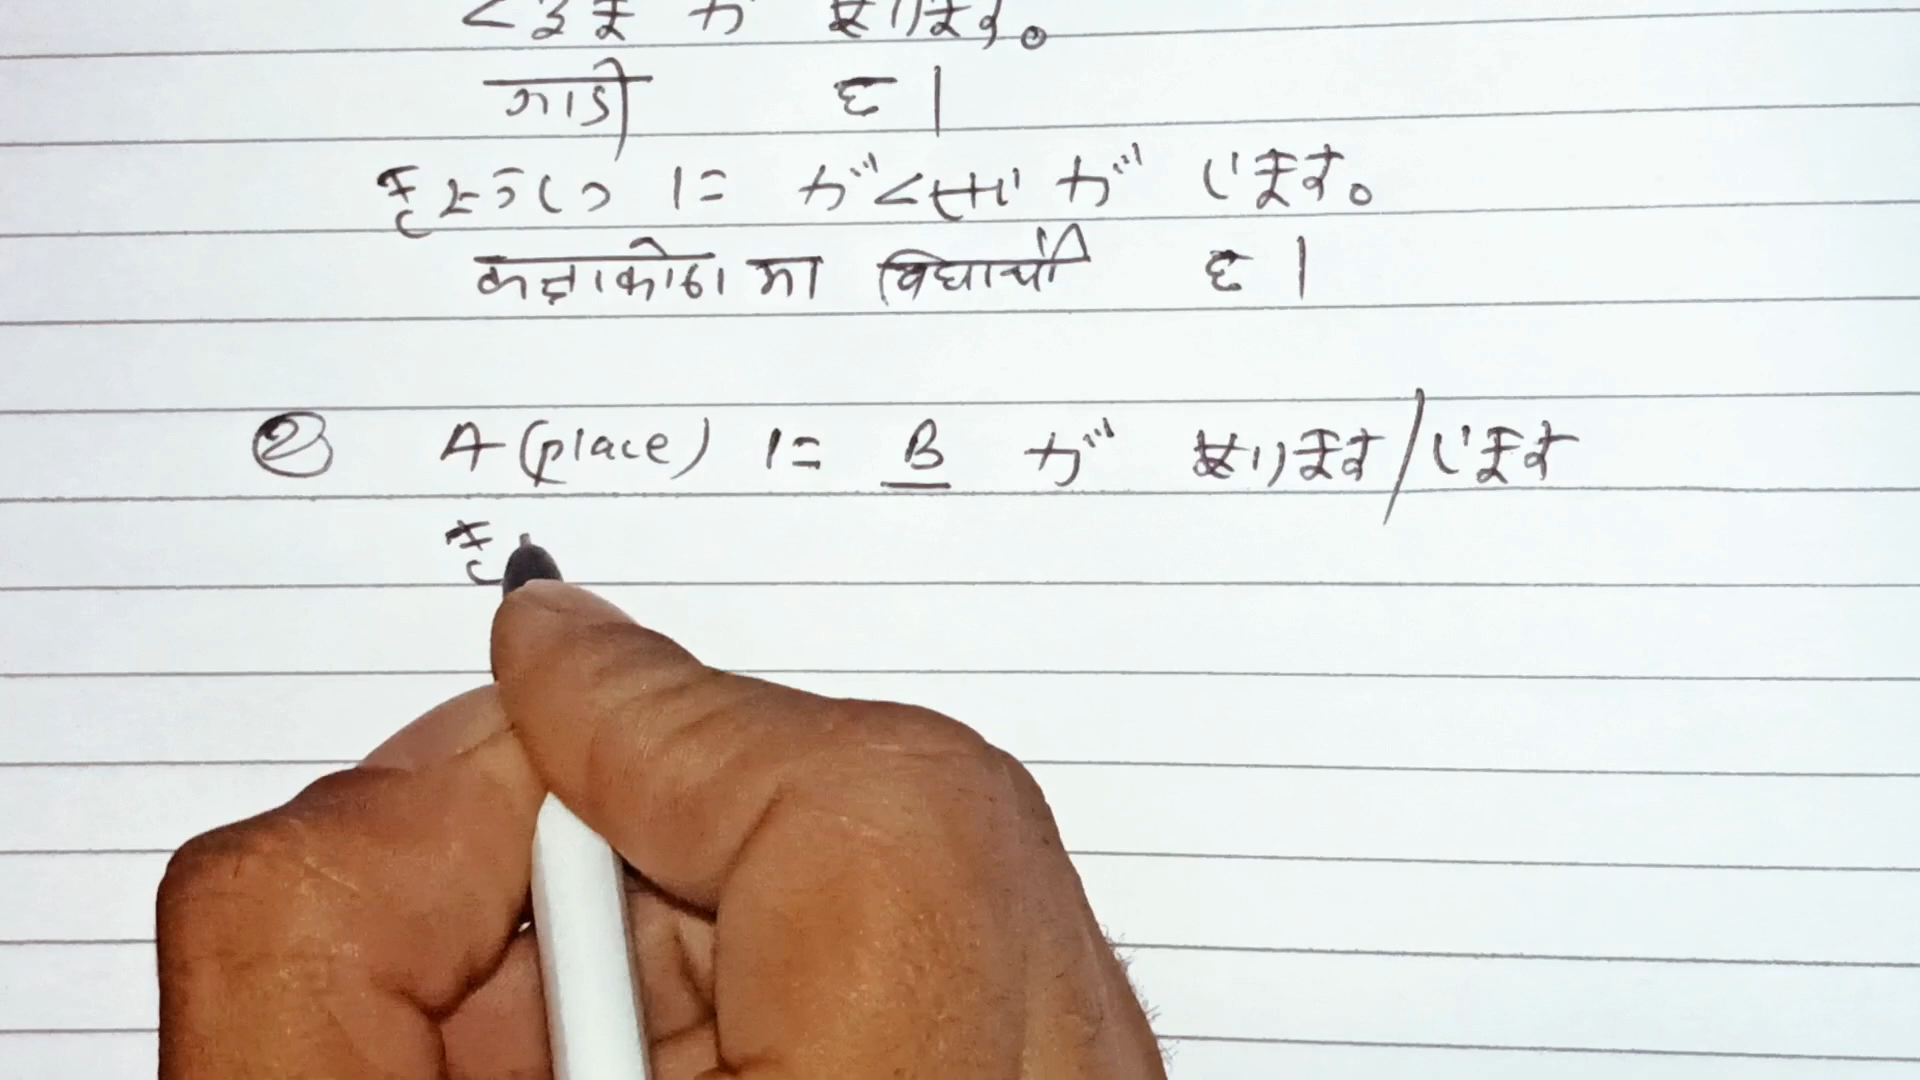 くるま が あります。
गाडी छ।
きょうしつ に がくせい が います。
कक्षाकोठा मा विद्यार्थी छ।
② A (place) に B が あります/います
き